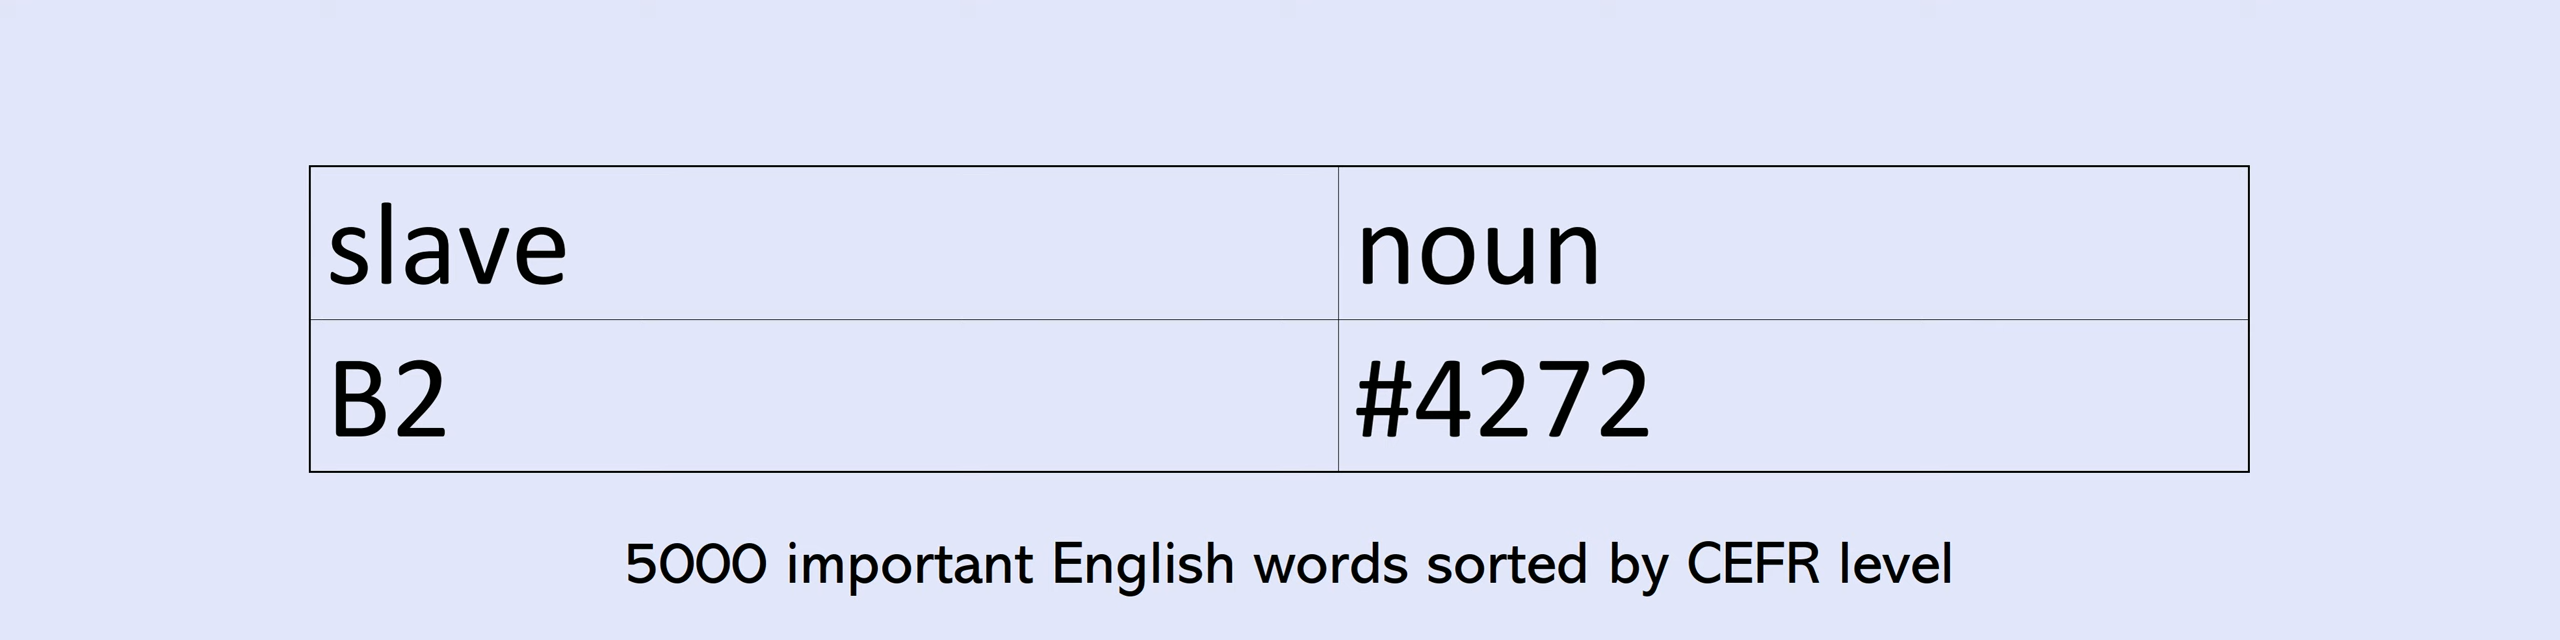 slave noun
B2 #4272
5000 important English words sorted by CEFR level